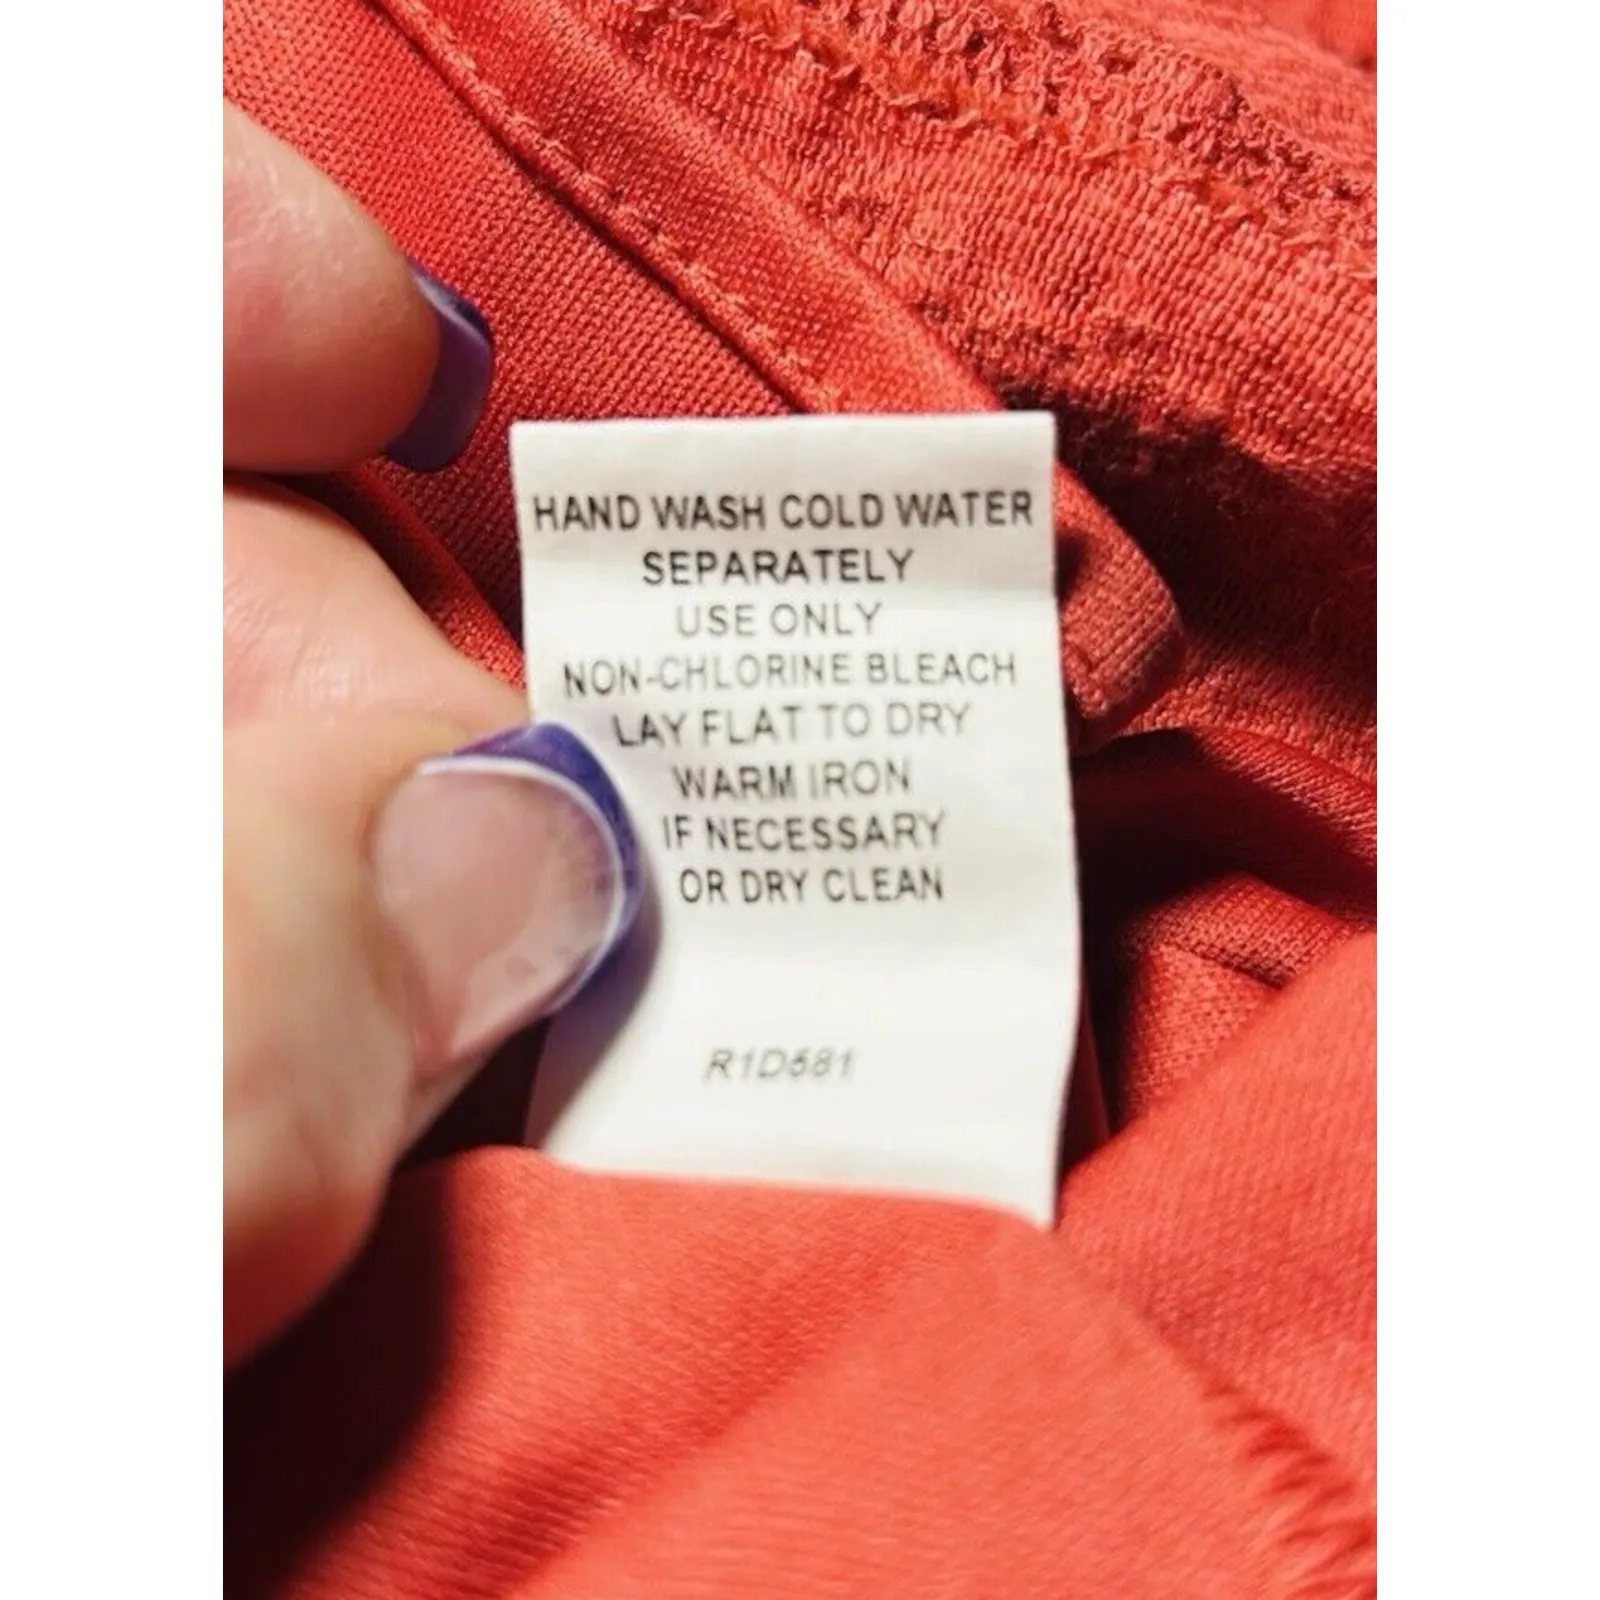 HAND WASH COLD WATER
SEPARATELY
USE ONLY
NON-CHLORINE BLEACH
LAY FLAT TO DRY
WARM IRON
IF NECESSARY
OR DRY CLEAN
R1D581